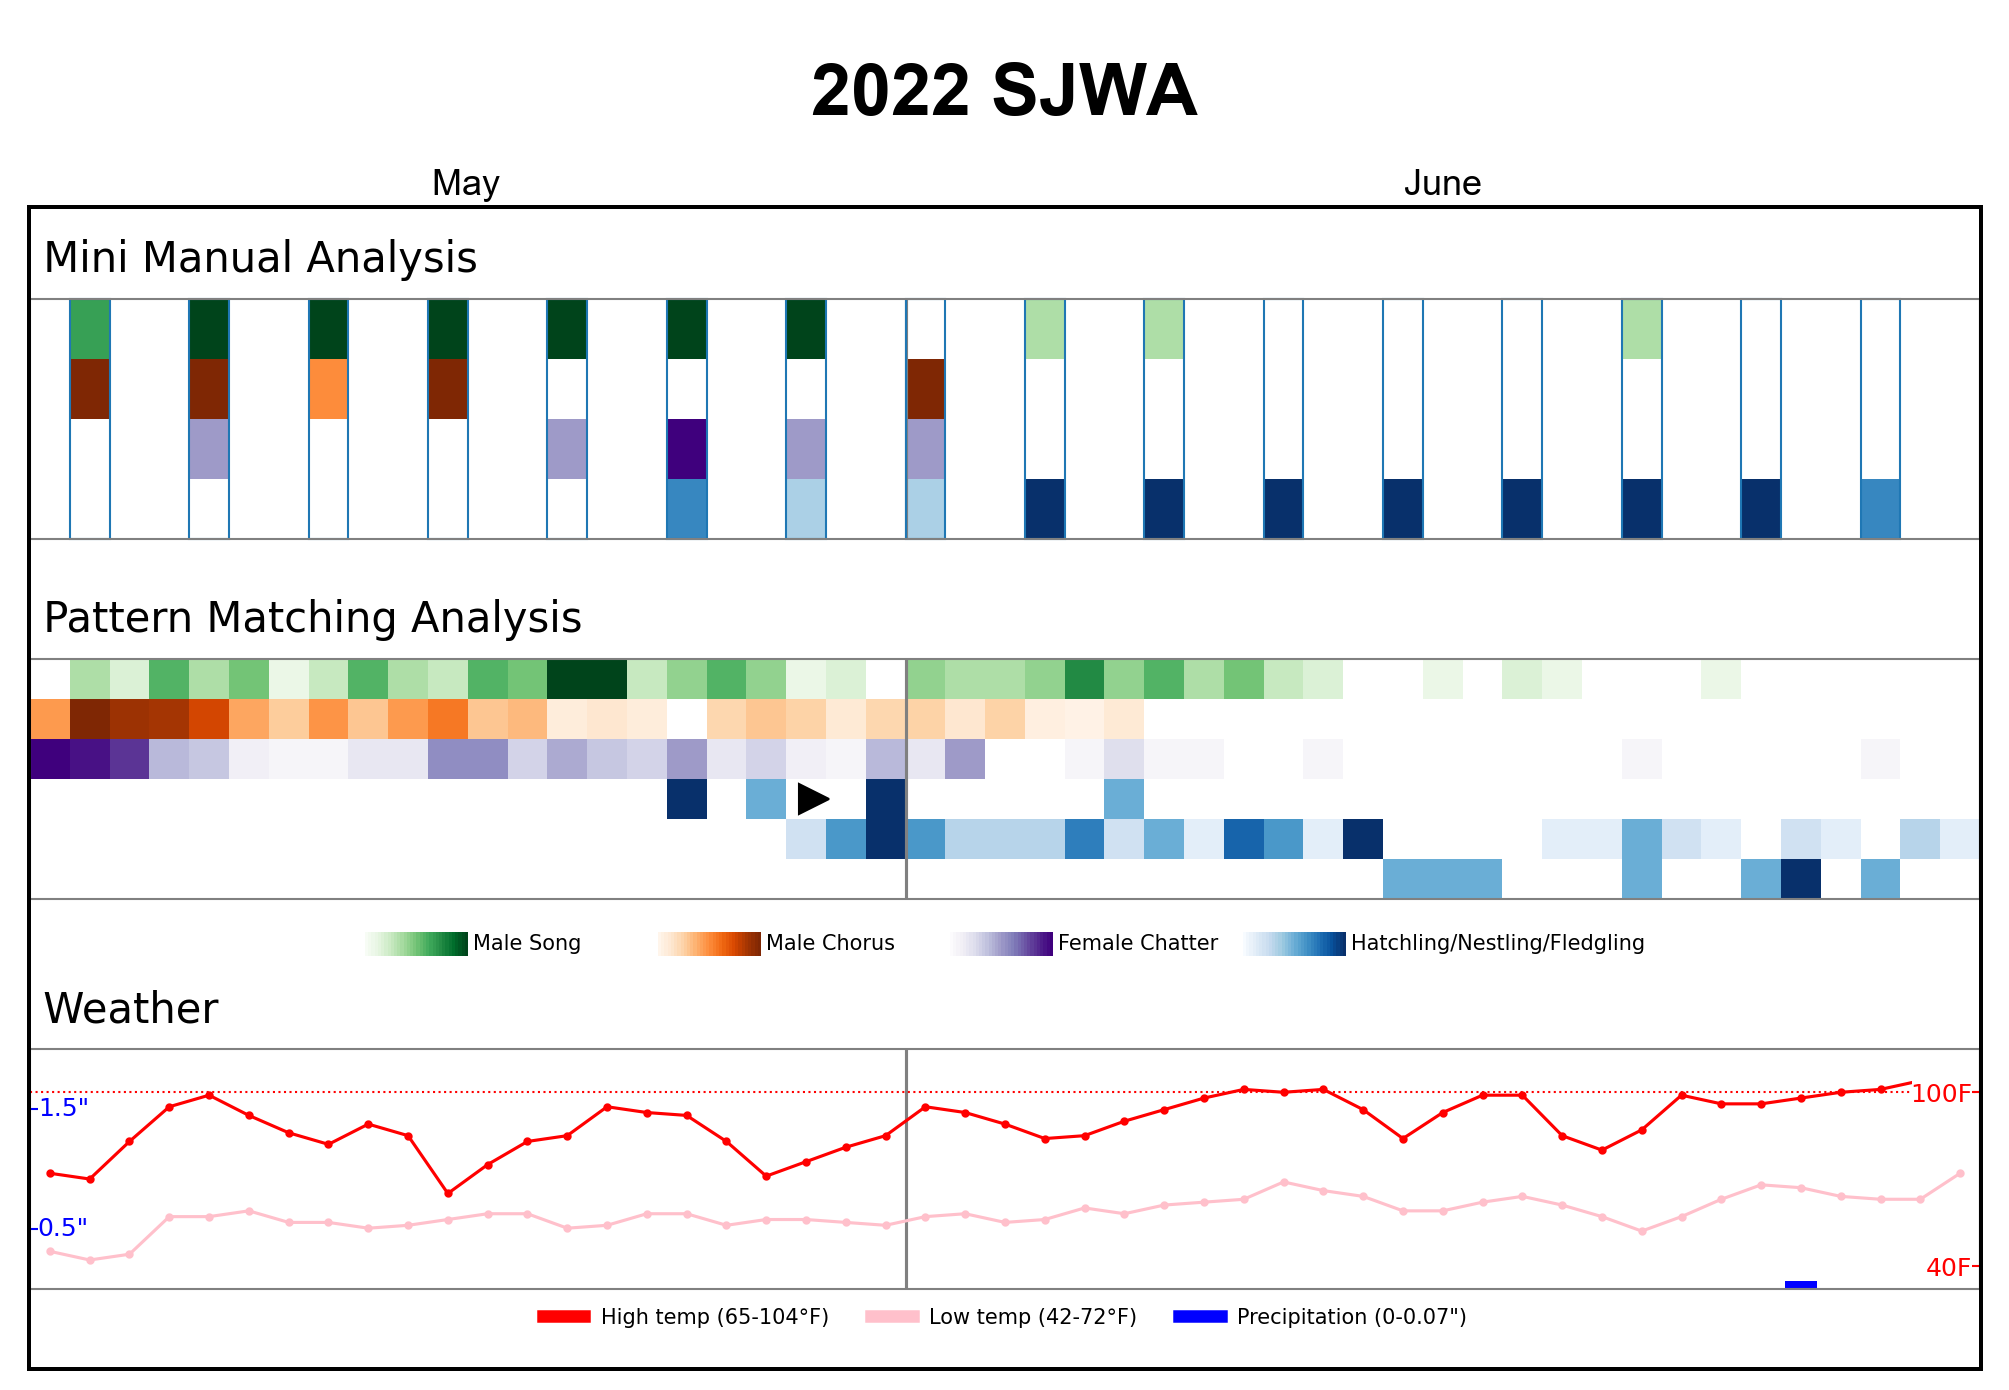 2022 SJWA
May June
Mini Manual Analysis
Pattern Matching Analysis
Male Song Male Chorus Female Chatter Hatchling/Nestling/Fledgling
Weather
1.5" 100F
0.5"
40F
High temp (65-104°F) Low temp (42-72°F) Precipitation (0-0.07")